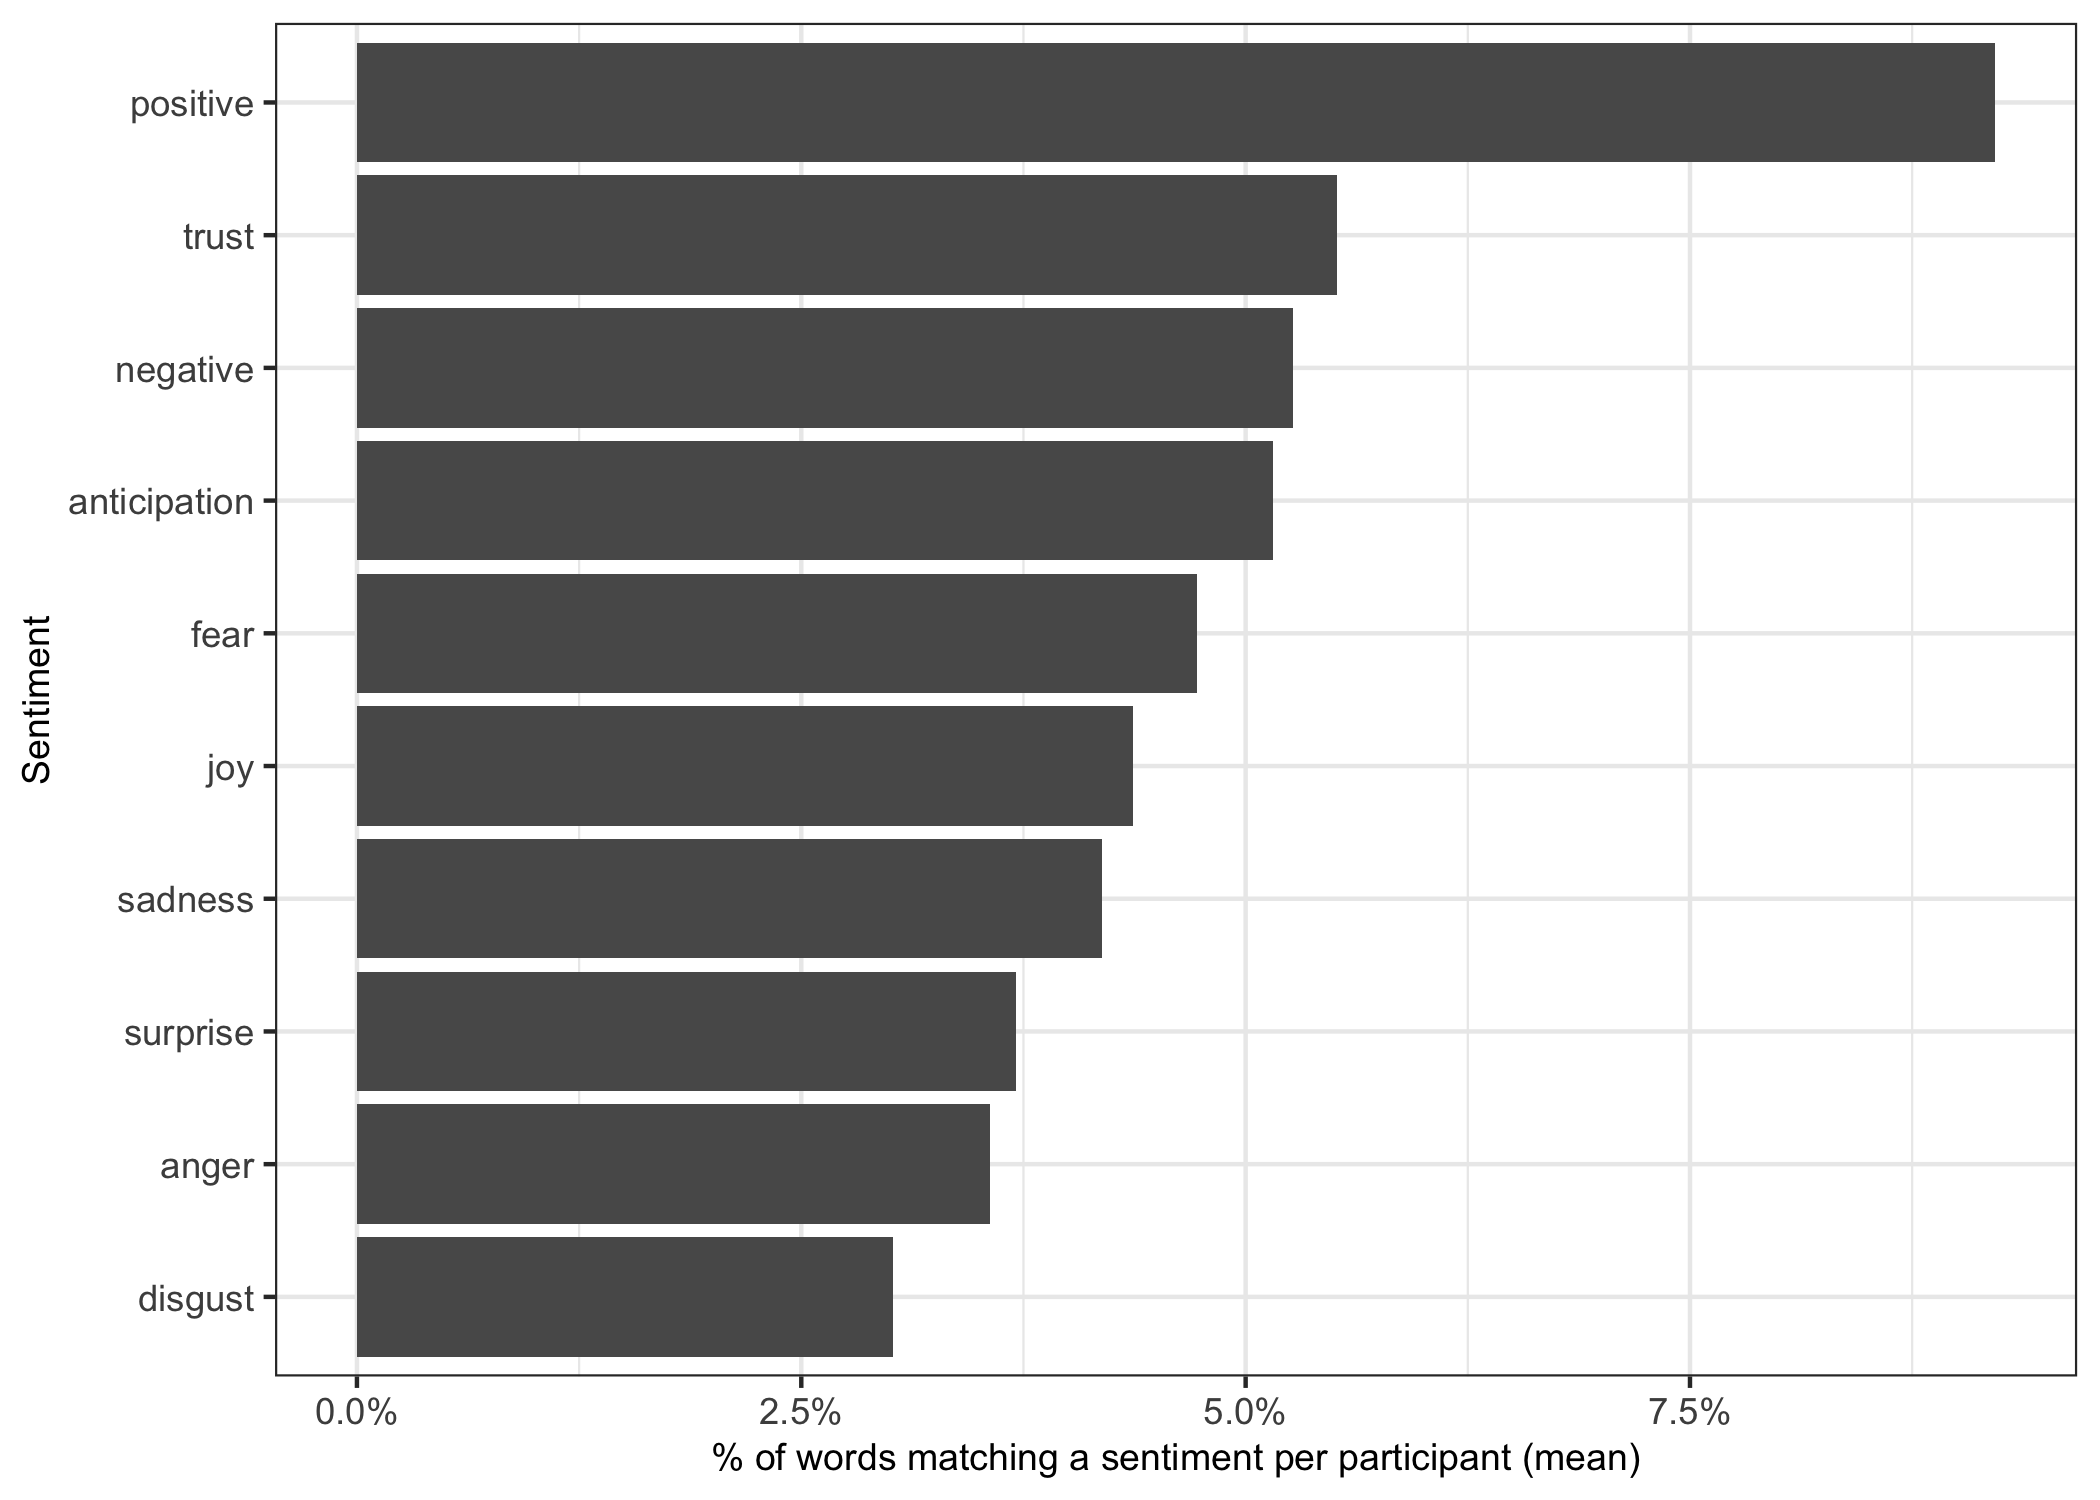 positive
trust
negative
anticipation
fear
joy
sadness
surprise
anger
disgust
Sentiment
0.0% 2.5% 5.0% 7.5%
% of words matching a sentiment per participant (mean)